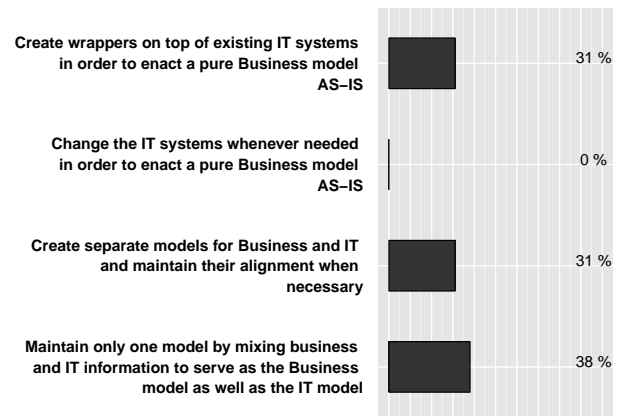 Create wrappers on top of existing IT systems
in order to enact a pure Business model
AS–IS
31 %
Change the IT systems whenever needed
in order to enact a pure Business model
AS–IS
0 %
Create separate models for Business and IT
and maintain their alignment when
necessary
31 %
Maintain only one model by mixing business
and IT information to serve as the Business
model as well as the IT model
38 %